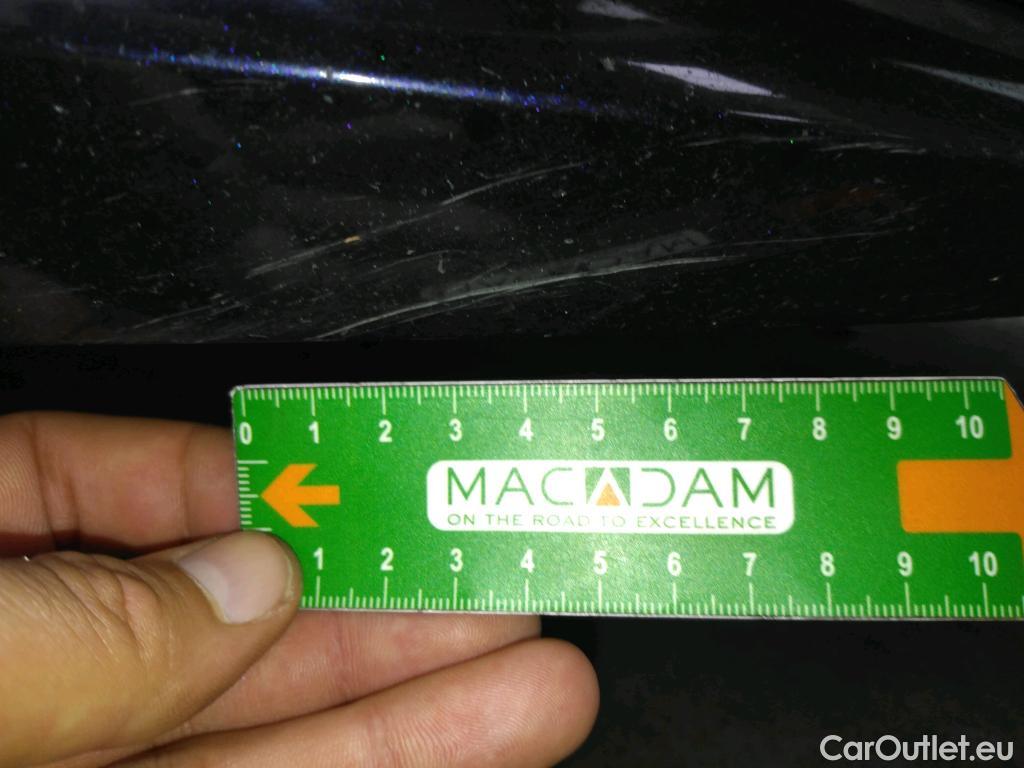 0 1 2 3 4 5 6 7 8 9 10
MACADAM
ON THE ROAD TO EXCELLENCE
1 2 3 4 5 6 7 8 9 10
CarOutlet.eu